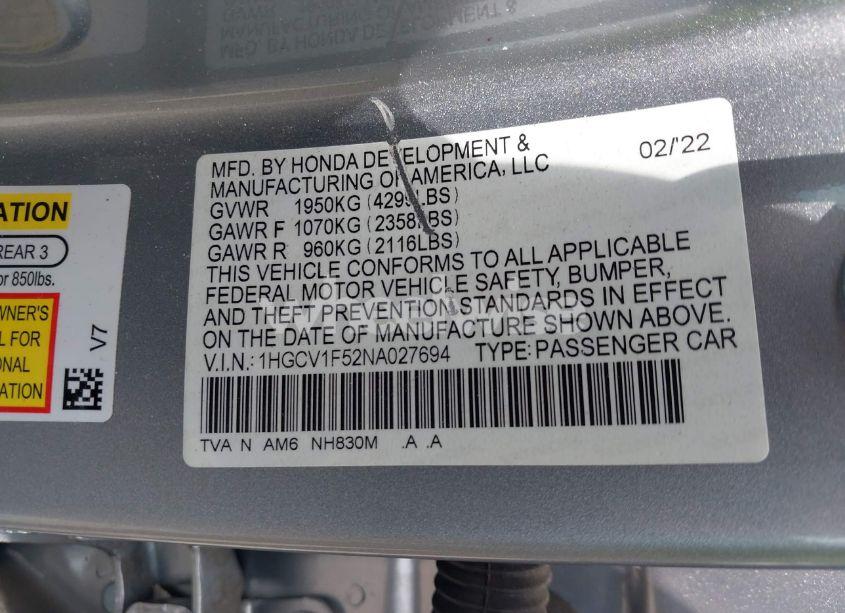 MFD. BY HONDA DEVELOPMENT &
MANUFACTURING OF AMERICA, LLC
02/'22
GVWR 1950KG (4299LBS)
GAWR F 1070KG (2358LBS)
GAWR R 960KG (2116LBS)
THIS VEHICLE CONFORMS TO ALL APPLICABLE
FEDERAL MOTOR VEHICLE SAFETY, BUMPER,
AND THEFT PREVENTION STANDARDS IN EFFECT
ON THE DATE OF MANUFACTURE SHOWN ABOVE.
V.I.N.: 1HGCV1F52NA027694 TYPE: PASSENGER CAR
TVA N AM6 NH830M .A .A
ATION
REAR 3
or 850lbs.
WNER'S
L FOR
ONAL
ATION
V7